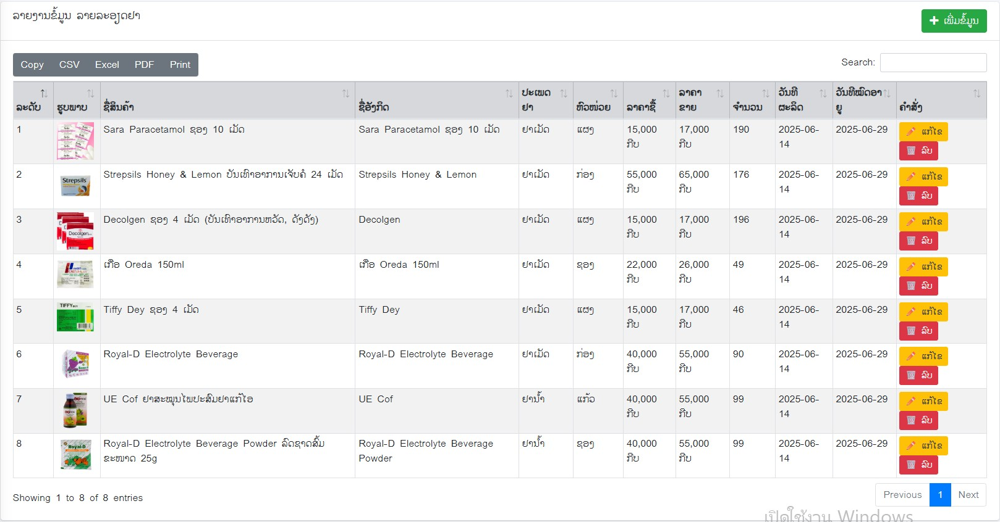 ລາຍງານຂໍ້ມູນ ລາຍລະອຽດຢາ
ເພີ່ມຂໍ້ມູນ
Copy CSV Excel PDF Print
Search:
ລະດັບ ຮູບພາບ ຊື່ສິນຄ້າ ຊື່ອັງກິດ ປະເພດຢາ ຫົວໜ່ວຍ ລາຄາຊື້ ລາຄາຂາຍ ຈຳນວນ ວັນທີຜະລິດ ວັນທີໝົດອາຍຸ ຄຳສັ່ງ
1 Sara Paracetamol ຊອງ 10 ເມັດ Sara Paracetamol ຊອງ 10 ເມັດ ຢາເມັດ ແຜງ 15,000 ກີບ 17,000 ກີບ 190 2025-06-14 2025-06-29 ແກ້ໄຂ
ລົບ
2 Strepsils Strepsils Honey & Lemon ບັນເທົາອາການເຈັບຄໍ 24 ເມັດ Strepsils Honey & Lemon ຢາເມັດ ກ່ອງ 55,000 ກີບ 65,000 ກີບ 176 2025-06-14 2025-06-29 ແກ້ໄຂ
ລົບ
3 Decolgen Decolgen ຊອງ 4 ເມັດ (ບັນເທົາອາການຫວັດ, ດັງດັງ) Decolgen ຢາເມັດ ແຜງ 15,000 ກີບ 17,000 ກີບ 196 2025-06-14 2025-06-29 ແກ້ໄຂ
ລົບ
4 ເກືອ Oreda 150ml ເກືອ Oreda 150ml ຢາເມັດ ຊອງ 22,000 ກີບ 26,000 ກີບ 49 2025-06-14 2025-06-29 ແກ້ໄຂ
ລົບ
5 TIFFY DEY Tiffy Dey ຊອງ 4 ເມັດ Tiffy Dey ຢາເມັດ ແຜງ 15,000 ກີບ 17,000 ກີບ 46 2025-06-14 2025-06-29 ແກ້ໄຂ
ລົບ
6 Royal-D Electrolyte Beverage Royal-D Electrolyte Beverage ຢາເມັດ ກ່ອງ 40,000 ກີບ 55,000 ກີບ 90 2025-06-14 2025-06-29 ແກ້ໄຂ
ລົບ
7 UE Cof ຢາສະໝຸນໄພປະສົມຢາແກ້ໄອ UE Cof ຢານ້ຳ ແກ້ວ 40,000 ກີບ 55,000 ກີບ 99 2025-06-14 2025-06-29 ແກ້ໄຂ
ລົບ
8 Royal-D Royal-D Electrolyte Beverage Powder ລົດຊາດສົ້ມ ຂະໜາດ 25g Royal-D Electrolyte Beverage Powder ຢານ້ຳ ຊອງ 40,000 ກີບ 55,000 ກີບ 99 2025-06-14 2025-06-29 ແກ້ໄຂ
ລົບ
Showing 1 to 8 of 8 entries
Previous 1 Next
เปิดใช้งาน Windows